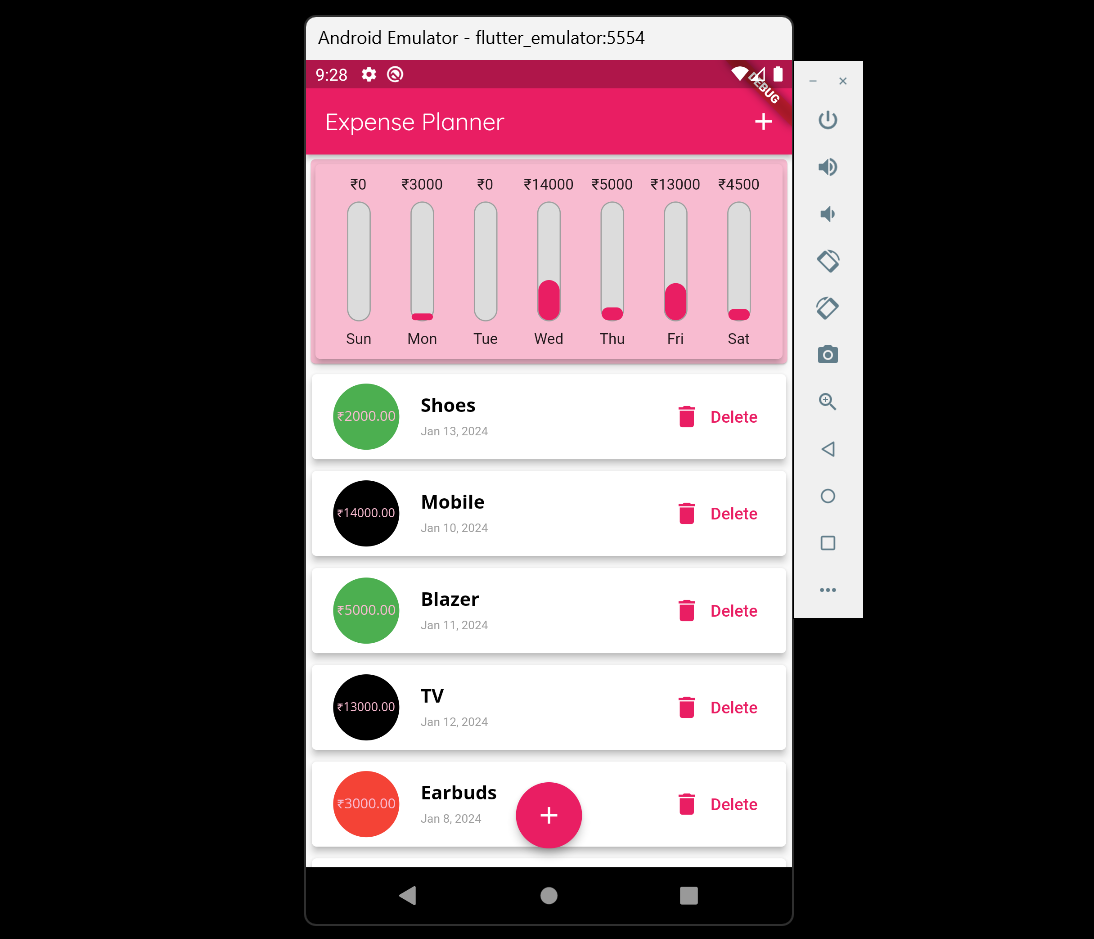 Android Emulator - flutter_emulator:5554
9:28
DEBUG
Expense Planner
₹0 ₹3000 ₹0 ₹14000 ₹5000 ₹13000 ₹4500
Sun Mon Tue Wed Thu Fri Sat
₹2000.00
Shoes
Jan 13, 2024
Delete
₹14000.00
Mobile
Jan 10, 2024
Delete
₹5000.00
Blazer
Jan 11, 2024
Delete
₹13000.00
TV
Jan 12, 2024
Delete
₹3000.00
Earbuds
Jan 8, 2024
Delete